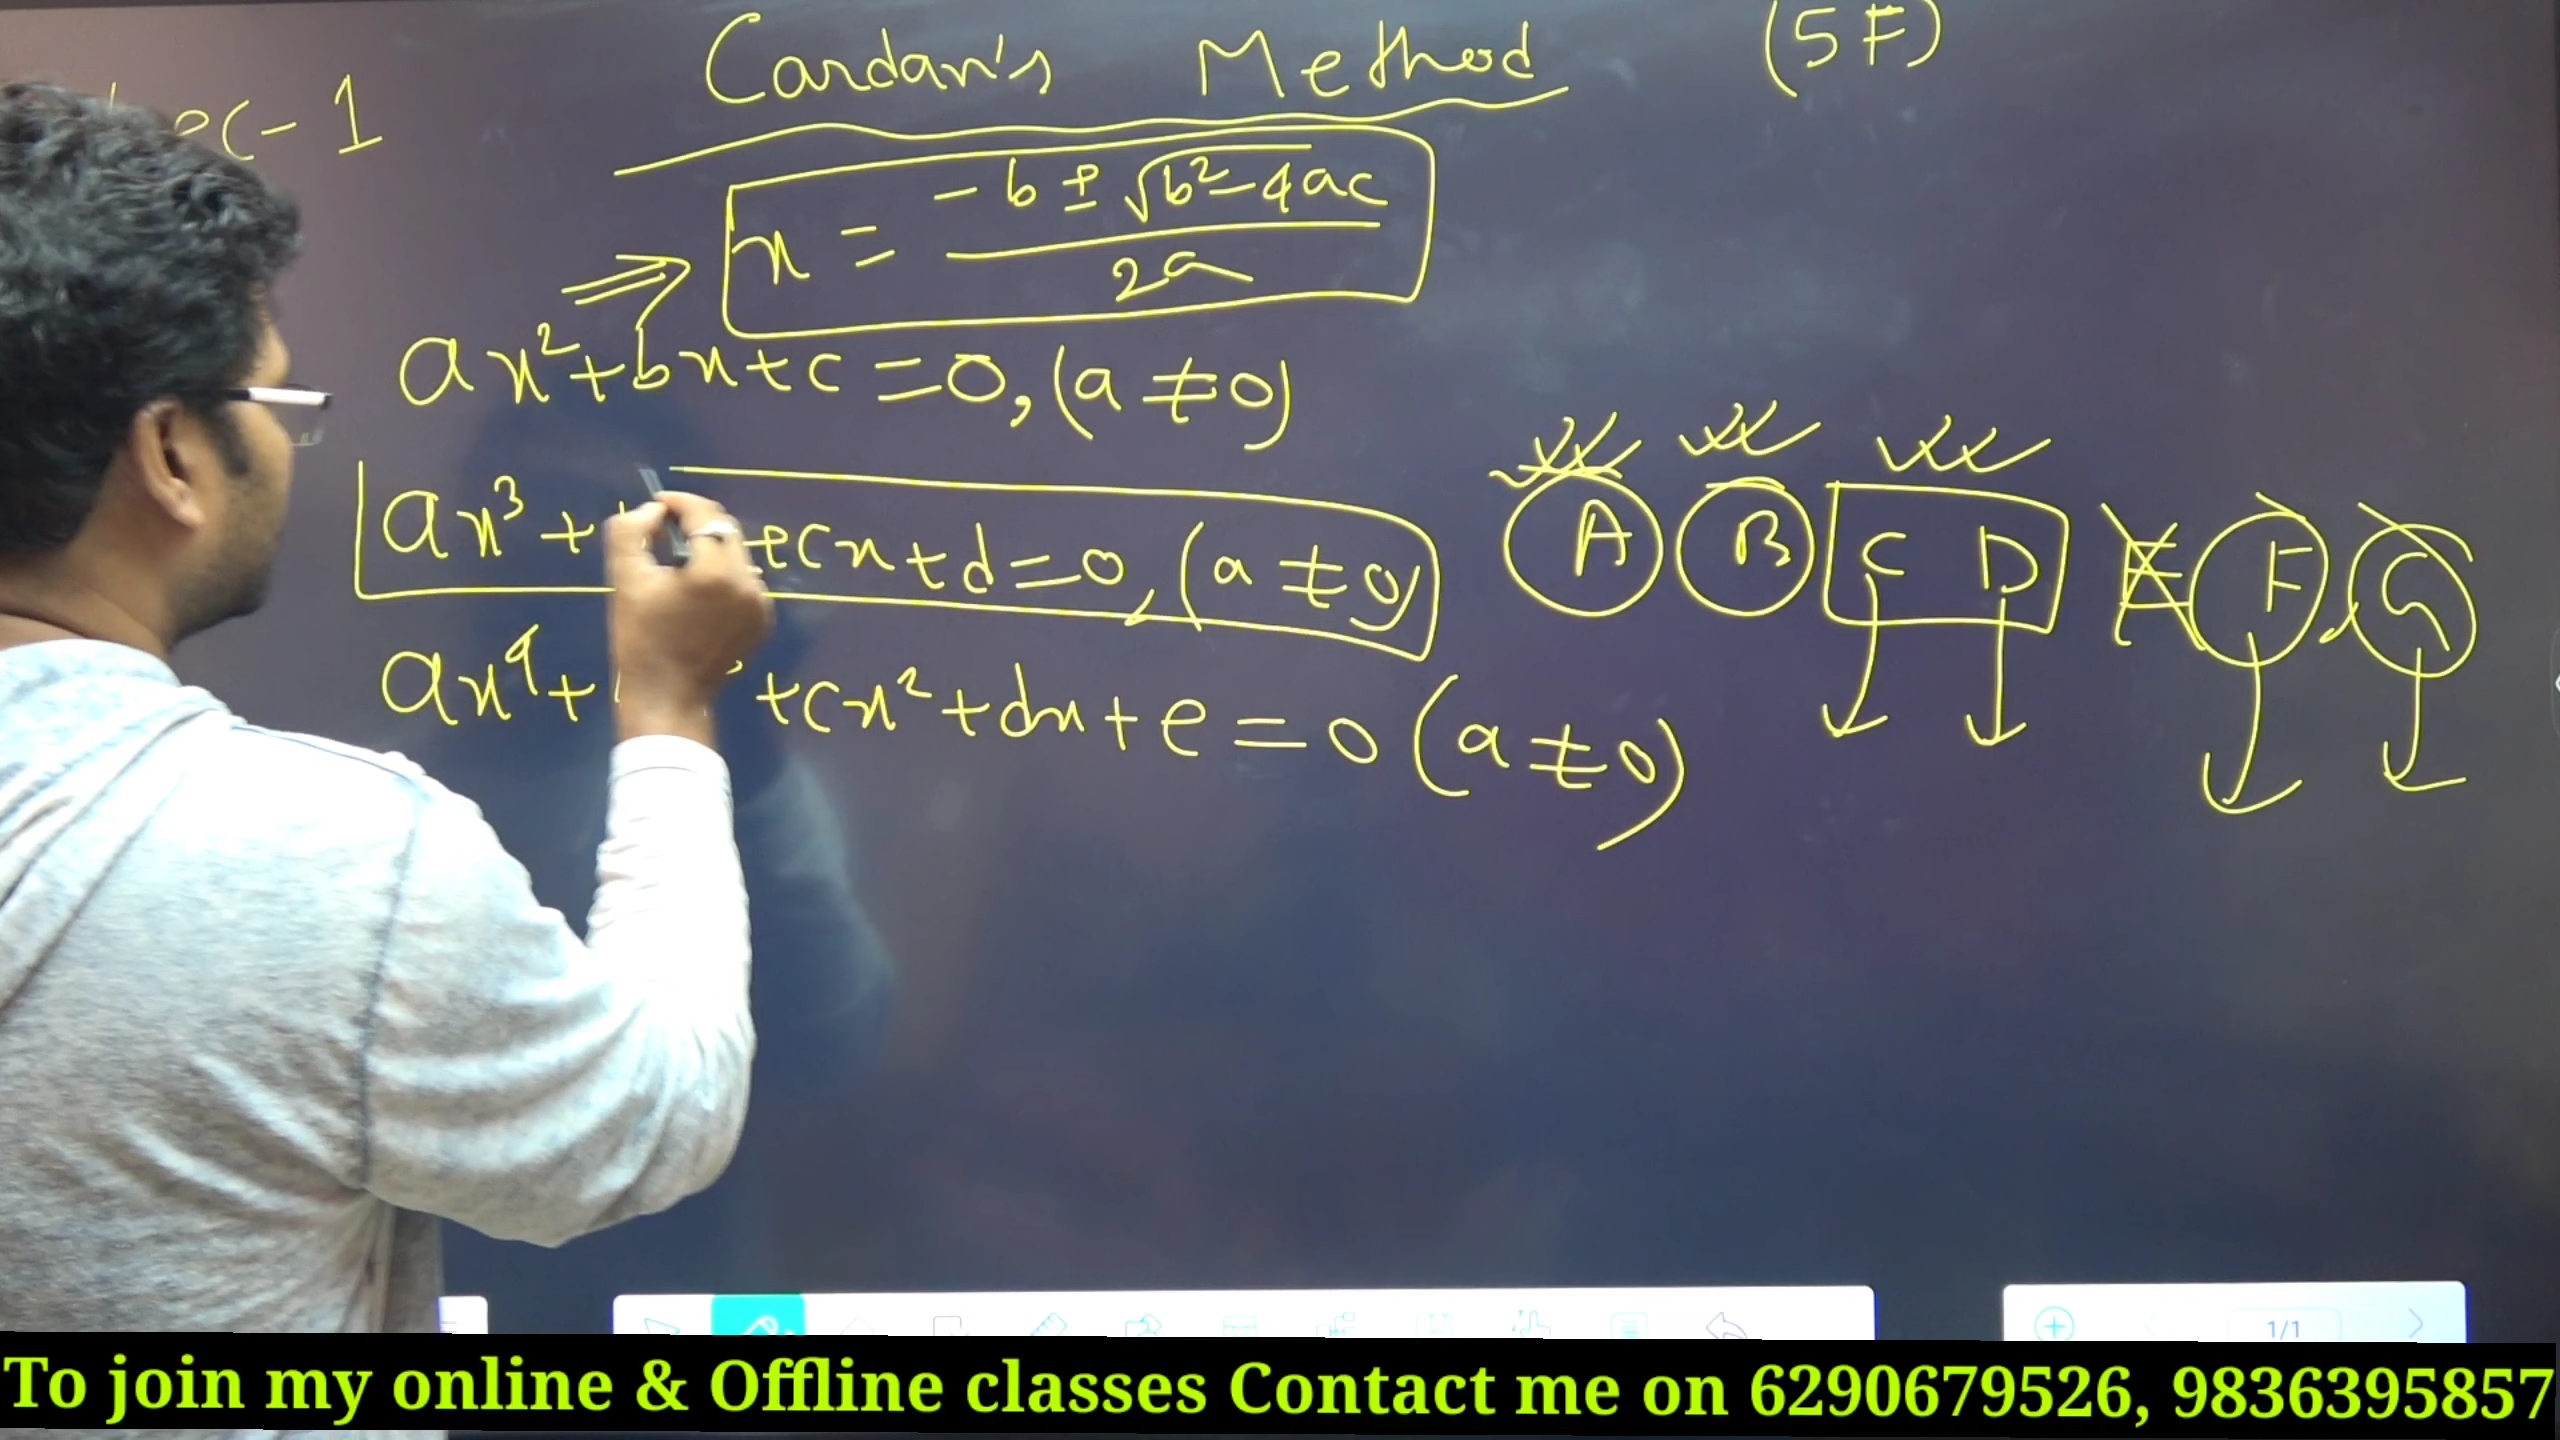 Cardan's Method (5F)
ec-1
x = -b ± √b²-4ac / 2a
ax²+bx+c=0, (a≠0)
ax³+ +cx+d=0, (a≠0)
A B C D E F, G
ax⁴+ +cx²+dx+e=0 (a≠0)
1/1
To join my online & Offline classes Contact me on 6290679526, 9836395857